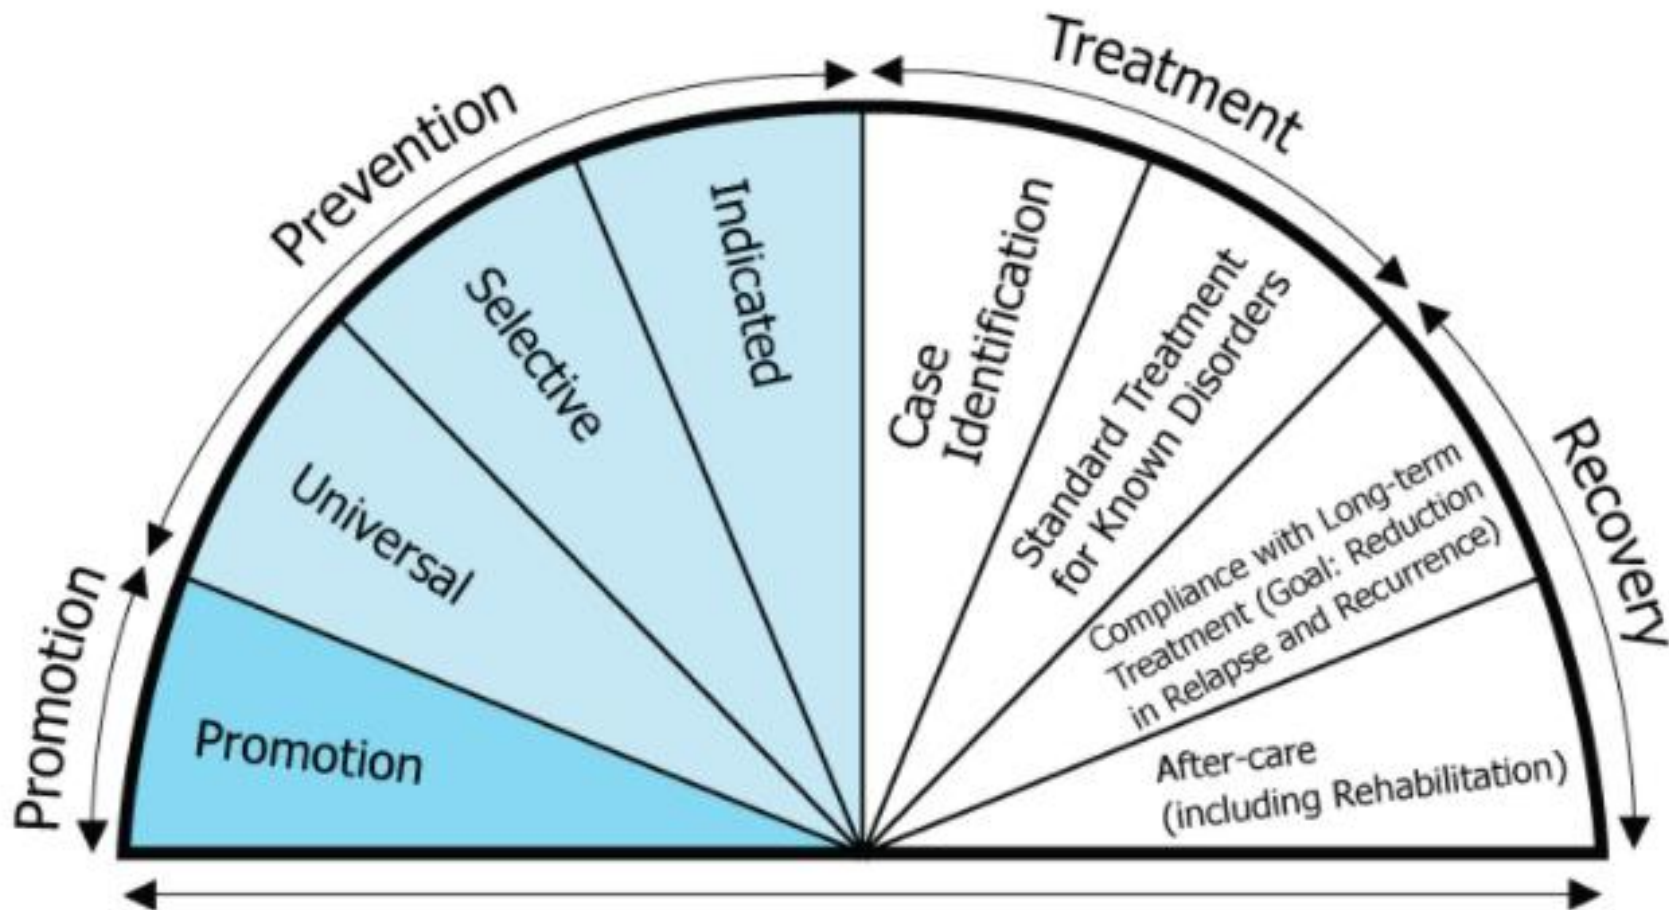 Promotion
Prevention
Treatment
Recovery
Promotion
Universal
Selective
Indicated
Case
Identification
Standard Treatment
for Known Disorders
Compliance with Long-term
Treatment (Goal: Reduction
in Relapse and Recurrence)
After-care
(including Rehabilitation)